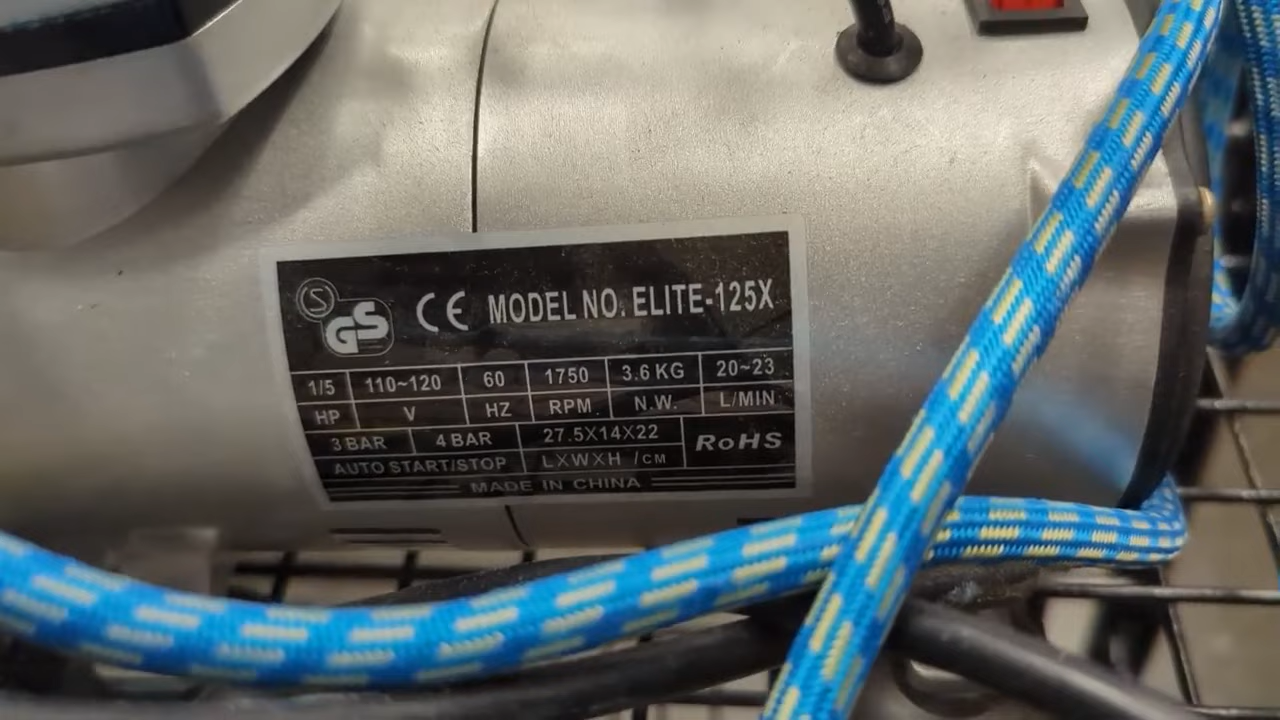 S GS CE MODEL NO. ELITE-125X
1/5 110~120 60 1750 3.6 KG 20~23
HP V HZ RPM N.W. L/MIN
3 BAR 4 BAR 27.5X14X22 RoHS
AUTO START/STOP LXWXH /CM
MADE IN CHINA